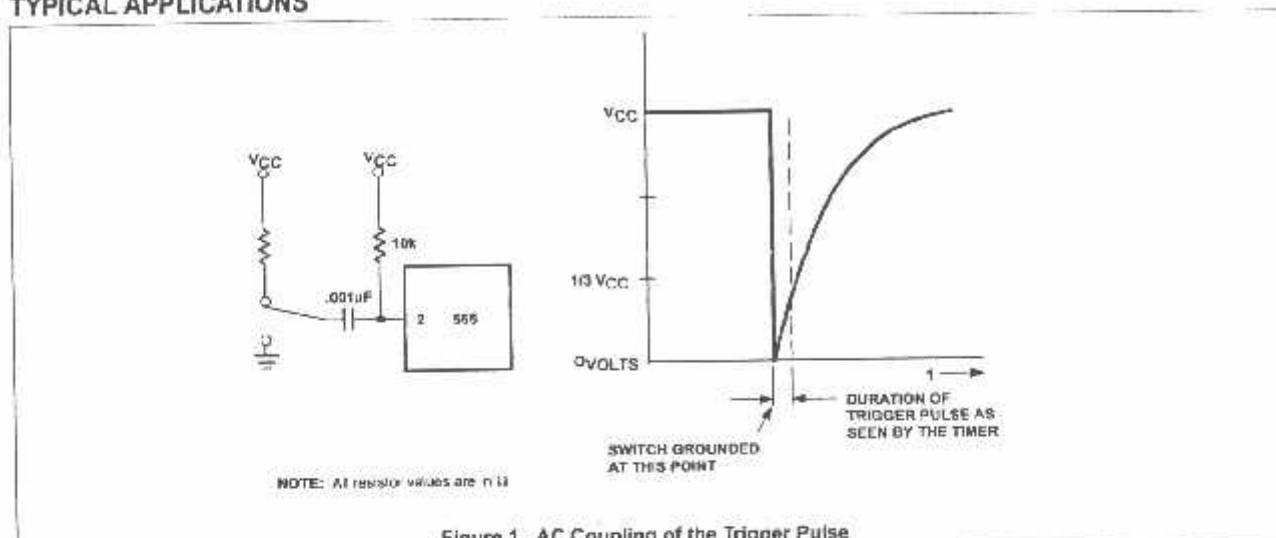 TYPICAL APPLICATIONS
VCC
VCC
VCC
10k
.001µF
2 555
1/3 VCC
0VOLTS
t
DURATION OF
TRIGGER PULSE AS
SEEN BY THE TIMER
SWITCH GROUNDED
AT THIS POINT
NOTE: All resistor values are in Ω
Figure 1. AC Coupling of the Trigger Pulse